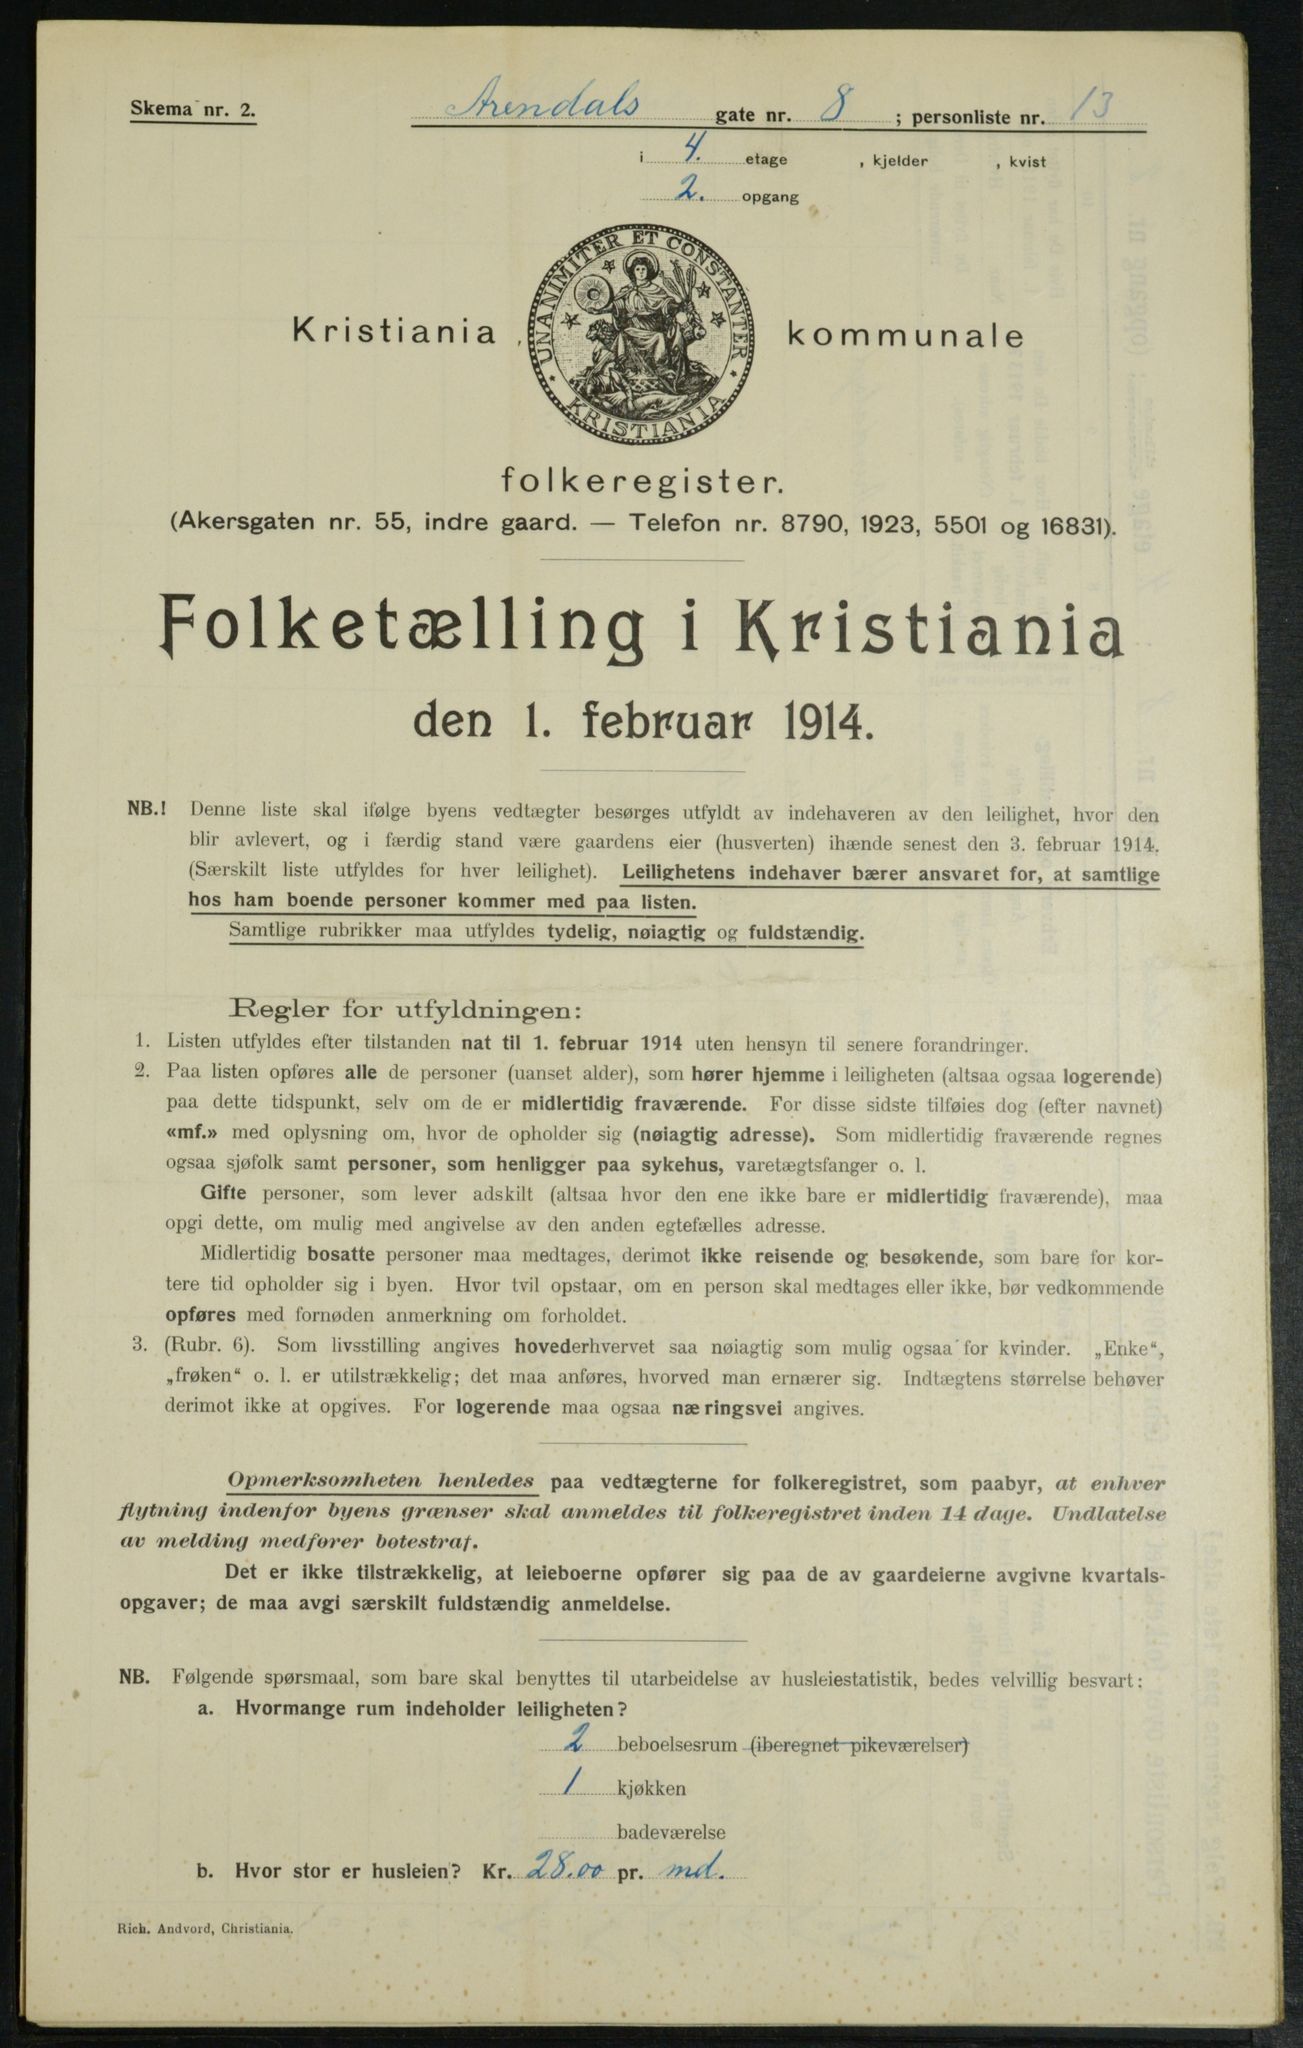 Skema nr. 2.
Arendals gate nr. 8 ; personliste nr. 13
i 4. etage , kjelder , kvist
2. opgang
UNANIMITER ET CONSTANTER
KRISTIANIA
Kristiania kommunale
folkeregister.
(Akersgaten nr. 55, indre gaard. — Telefon nr. 8790, 1923, 5501 og 16831).
Folketælling i Kristiania
den 1. februar 1914.
NB.! Denne liste skal ifølge byens vedtægter besørges utfyldt av indehaveren av den leilighet, hvor den
blir avlevert, og i færdig stand være gaardens eier (husverten) ihænde senest den 3. februar 1914.
(Særskilt liste utfyldes for hver leilighet). Leilighetens indehaver bærer ansvaret for, at samtlige
hos ham boende personer kommer med paa listen.
Samtlige rubrikker maa utfyldes tydelig, nøiagtig og fuldstændig.
Regler for utfyldningen:
1. Listen utfyldes efter tilstanden nat til 1. februar 1914 uten hensyn til senere forandringer.
2. Paa listen opføres alle de personer (uanset alder), som hører hjemme i leiligheten (altsaa ogsaa logerende)
paa dette tidspunkt, selv om de er midlertidig fraværende. For disse sidste tilføies dog (efter navnet)
«mf.» med oplysning om, hvor de opholder sig (nøiagtig adresse). Som midlertidig fraværende regnes
ogsaa sjøfolk samt personer, som henligger paa sykehus, varetægtsfanger o. l.
Gifte personer, som lever adskilt (altsaa hvor den ene ikke bare er midlertidig fraværende), maa
opgi dette, om mulig med angivelse av den anden egtefælles adresse.
Midlertidig bosatte personer maa medtages, derimot ikke reisende og besøkende, som bare for kor-
tere tid opholder sig i byen. Hvor tvil opstaar, om en person skal medtages eller ikke, bør vedkommende
opføres med fornøden anmerkning om forholdet.
3. (Rubr. 6). Som livsstilling angives hovederhvervet saa nøiagtig som mulig ogsaa for kvinder. „Enke“,
„frøken“ o. l. er utilstrækkelig; det maa anføres, hvorved man ernærer sig. Indtægtens størrelse behøver
derimot ikke at opgives. For logerende maa ogsaa næringsvei angives.
Opmerksomheten henledes paa vedtægterne for folkeregistret, som paabyr, at enhver
flytning indenfor byens grænser skal anmeldes til folkeregistret inden 14 dage. Undlatelse
av melding medfører bøtestraf.
Det er ikke tilstrækkelig, at leieboerne opfører sig paa de av gaardeierne avgivne kvartals-
opgaver; de maa avgi særskilt fuldstændig anmeldelse.
NB. Følgende spørsmaal, som bare skal benyttes til utarbeidelse av husleiestatistik, bedes velvillig besvart:
a. Hvormange rum indeholder leiligheten?
2 beboelsesrum (iberegnet pikeværelser)
1 kjøkken
badeværelse
b. Hvor stor er husleien? Kr. 28.00 pr. md.
Rich. Andvord, Christiania.